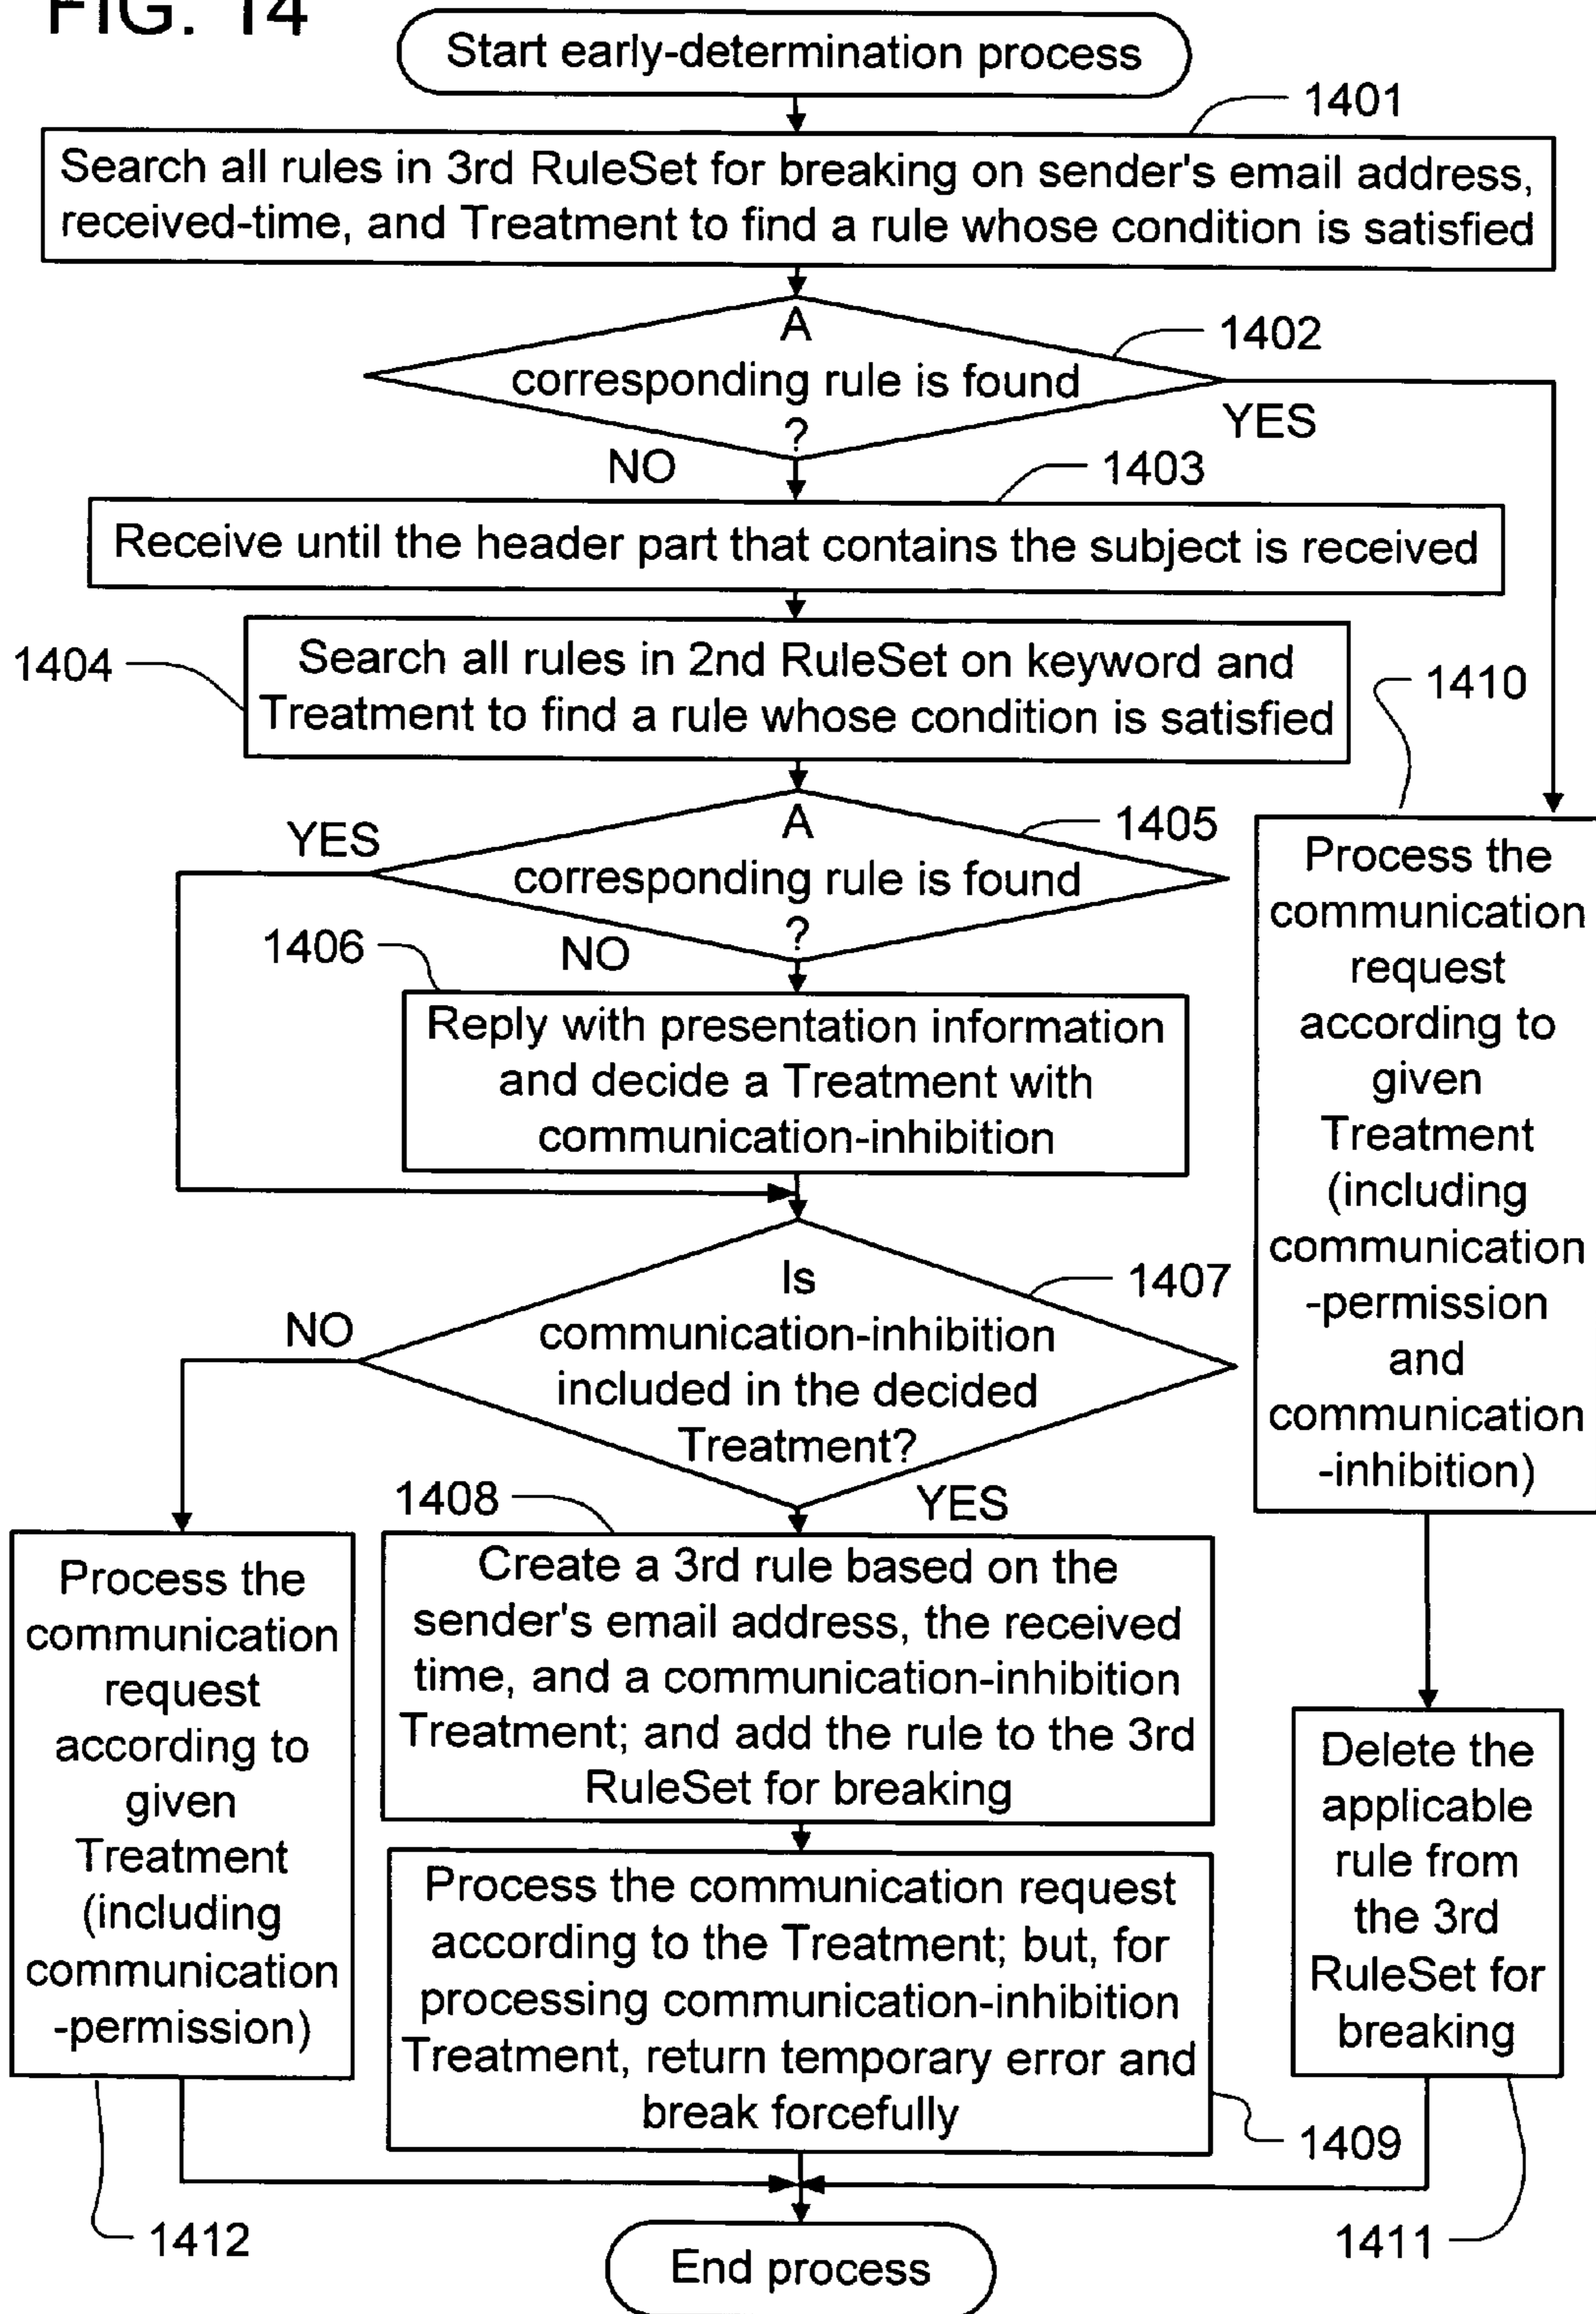 FIG. 14
Start early-determination process
1401
Search all rules in 3rd RuleSet for breaking on sender's email address,
received-time, and Treatment to find a rule whose condition is satisfied
A
corresponding rule is found
?
1402
YES
NO
1403
Receive until the header part that contains the subject is received
1404
Search all rules in 2nd RuleSet on keyword and
Treatment to find a rule whose condition is satisfied
1410
YES
A
corresponding rule is found
?
1405
1406
NO
Reply with presentation information
and decide a Treatment with
communication-inhibition
Process the
communication
request
according to
given
Treatment
(including
communication
-permission
and
communication
-inhibition)
NO
Is
communication-inhibition
included in the decided
Treatment?
1407
1408
YES
Process the
communication
request
according to
given
Treatment
(including
communication
-permission)
Create a 3rd rule based on the
sender's email address, the received
time, and a communication-inhibition
Treatment; and add the rule to the 3rd
RuleSet for breaking
Process the communication request
according to the Treatment; but, for
processing communication-inhibition
Treatment, return temporary error and
break forcefully
Delete the
applicable
rule from
the 3rd
RuleSet for
breaking
1409
1412
1411
End process